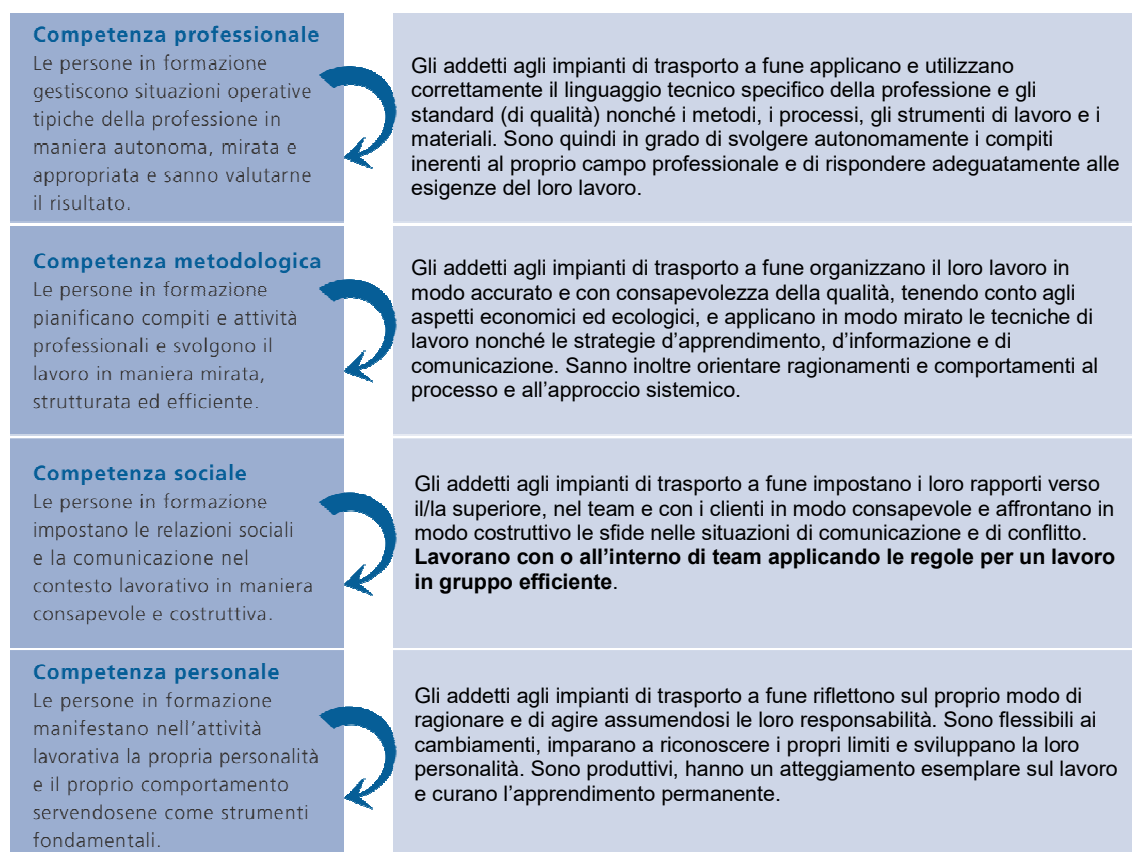 Competenza professionale
Le persone in formazione
gestiscono situazioni operative
tipiche della professione in
maniera autonoma, mirata e
appropriata e sanno valutarne
il risultato.
Gli addetti agli impianti di trasporto a fune applicano e utilizzano
correttamente il linguaggio tecnico specifico della professione e gli
standard (di qualità) nonché i metodi, i processi, gli strumenti di lavoro e i
materiali. Sono quindi in grado di svolgere autonomamente i compiti
inerenti al proprio campo professionale e di rispondere adeguatamente alle
esigenze del loro lavoro.
Competenza metodologica
Le persone in formazione
pianificano compiti e attività
professionali e svolgono il
lavoro in maniera mirata,
strutturata ed efficiente.
Gli addetti agli impianti di trasporto a fune organizzano il loro lavoro in
modo accurato e con consapevolezza della qualità, tenendo conto agli
aspetti economici ed ecologici, e applicano in modo mirato le tecniche di
lavoro nonché le strategie d'apprendimento, d'informazione e di
comunicazione. Sanno inoltre orientare ragionamenti e comportamenti al
processo e all'approccio sistemico.
Competenza sociale
Le persone in formazione
impostano le relazioni sociali
e la comunicazione nel
contesto lavorativo in maniera
consapevole e costruttiva.
Gli addetti agli impianti di trasporto a fune impostano i loro rapporti verso
il/la superiore, nel team e con i clienti in modo consapevole e affrontano in
modo costruttivo le sfide nelle situazioni di comunicazione e di conflitto.
Lavorano con o all'interno di team applicando le regole per un lavoro
in gruppo efficiente.
Competenza personale
Le persone in formazione
manifestano nell'attività
lavorativa la propria personalità
e il proprio comportamento
servendosene come strumenti
fondamentali.
Gli addetti agli impianti di trasporto a fune riflettono sul proprio modo di
ragionare e di agire assumendosi le loro responsabilità. Sono flessibili ai
cambiamenti, imparano a riconoscere i propri limiti e sviluppano la loro
personalità. Sono produttivi, hanno un atteggiamento esemplare sul lavoro
e curano l'apprendimento permanente.